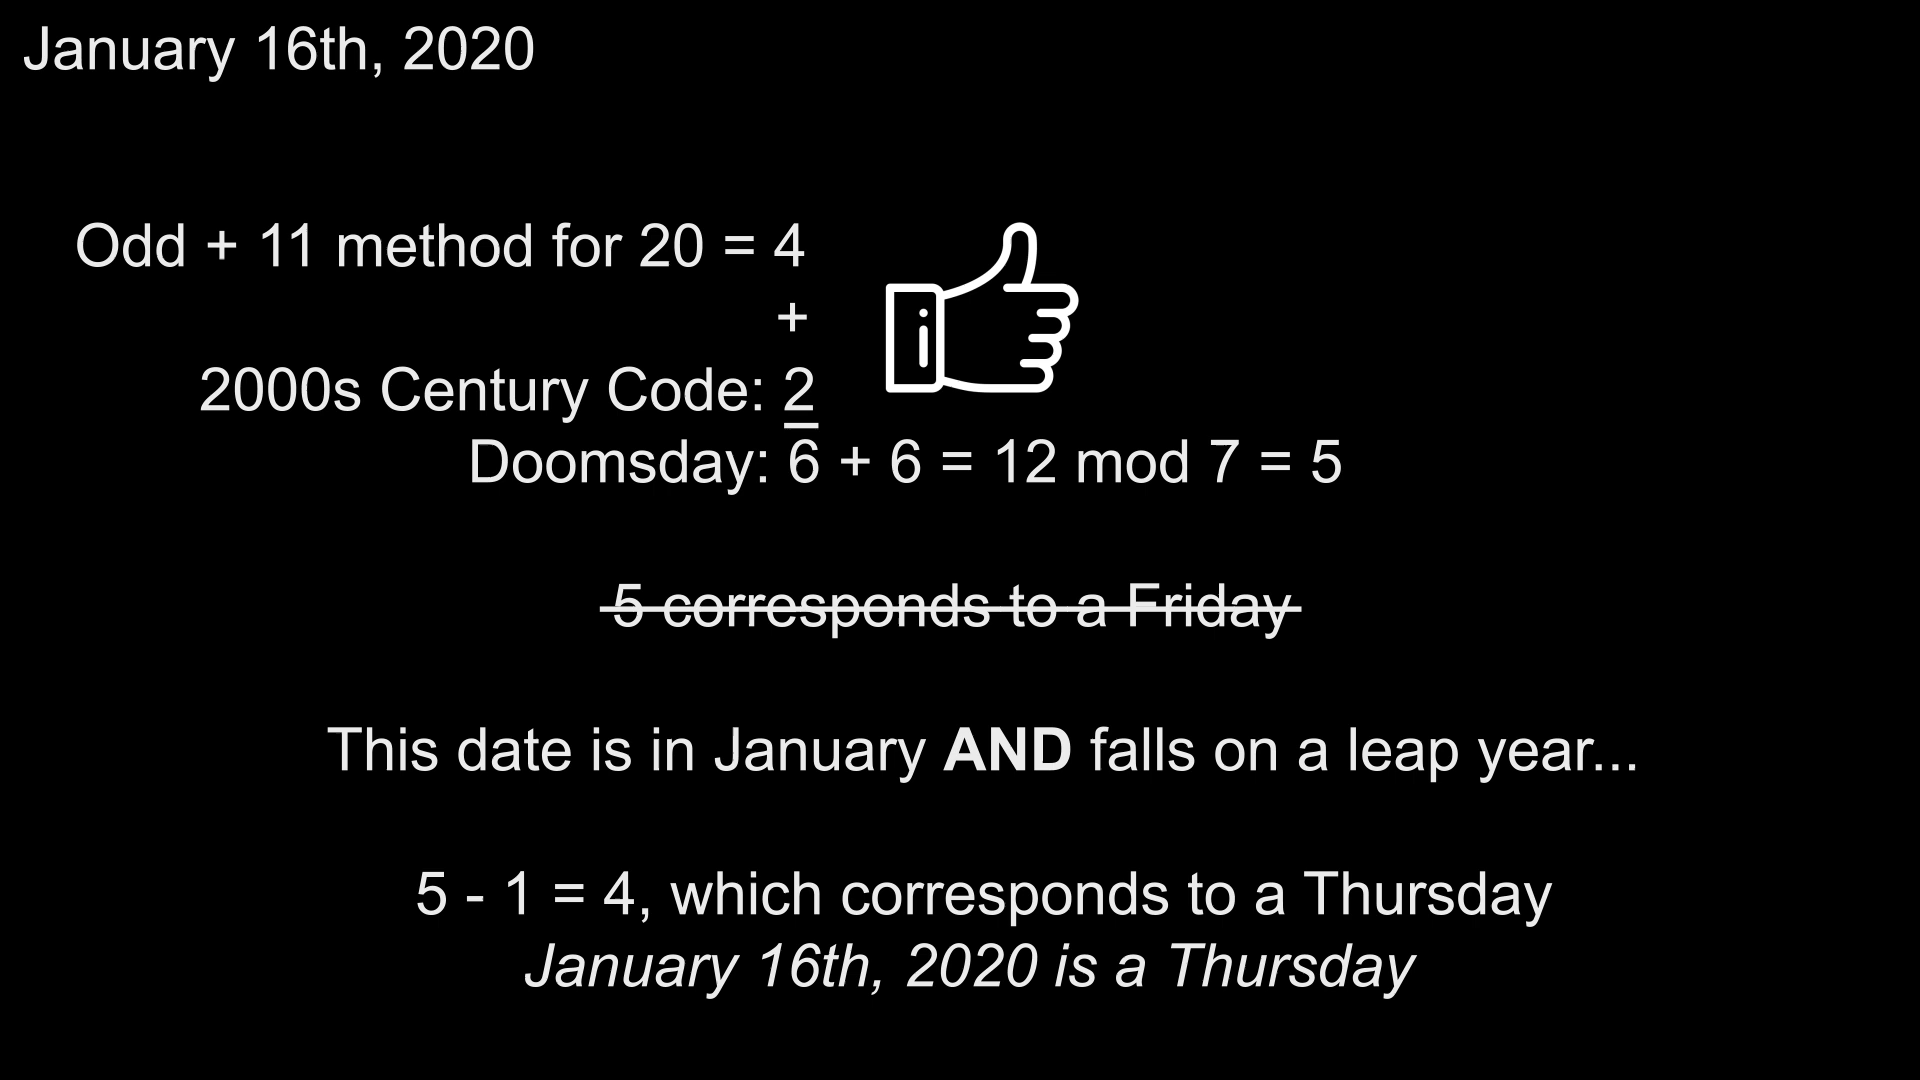 January 16th, 2020
Odd + 11 method for 20 = 4
+
2000s Century Code: 2
Doomsday: 6 + 6 = 12 mod 7 = 5
5 corresponds to a Friday
This date is in January AND falls on a leap year...
5 - 1 = 4, which corresponds to a Thursday
January 16th, 2020 is a Thursday